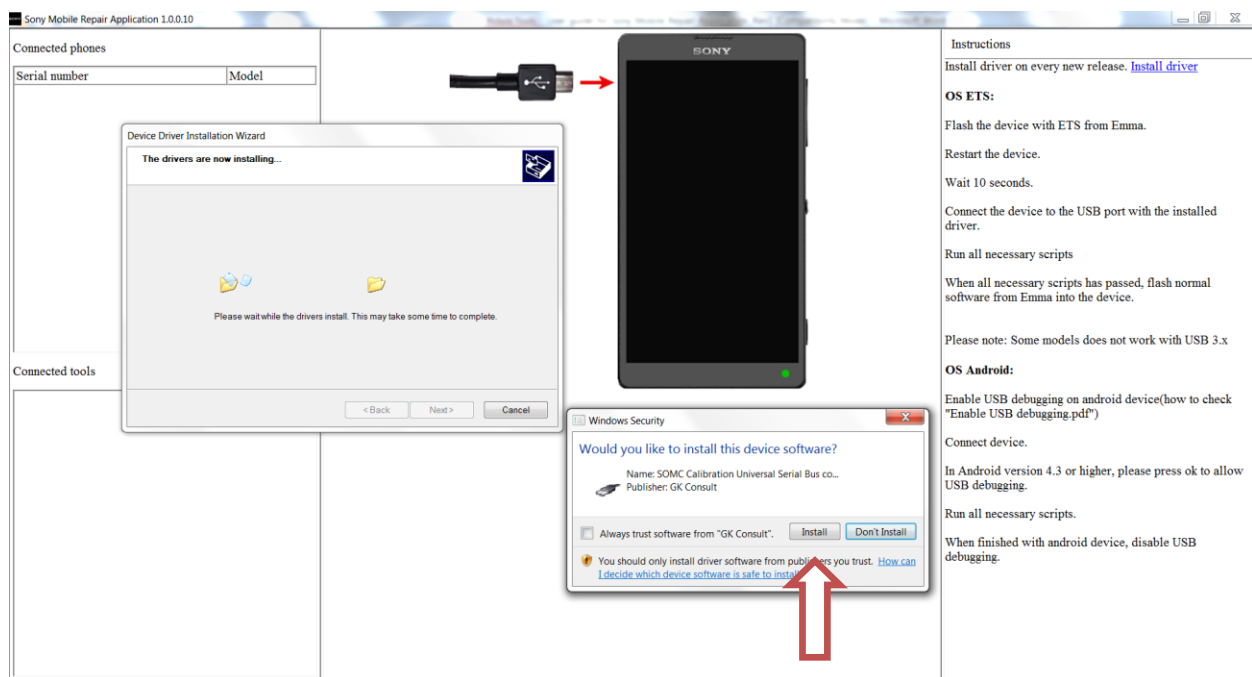 Sony Mobile Repair Application 1.0.0.10
Connected phones
Serial number Model
Device Driver Installation Wizard
The drivers are now installing...
Please wait while the drivers install. This may take some time to complete.
< Back Next > Cancel
Connected tools
SONY
Windows Security
Would you like to install this device software?
Name: SOMC Calibration Universal Serial Bus co...
Publisher: GK Consult
Always trust software from "GK Consult". Install Don't Install
You should only install driver software from publishers you trust. How can
I decide which device software is safe to install
Instructions
Install driver on every new release. Install driver
OS ETS:
Flash the device with ETS from Emma.
Restart the device.
Wait 10 seconds.
Connect the device to the USB port with the installed
driver.
Run all necessary scripts
When all necessary scripts has passed, flash normal
software from Emma into the device.
Please note: Some models does not work with USB 3.x
OS Android:
Enable USB debugging on android device(how to check
"Enable USB debugging.pdf")
Connect device.
In Android version 4.3 or higher, please press ok to allow
USB debugging.
Run all necessary scripts.
When finished with android device, disable USB
debugging.